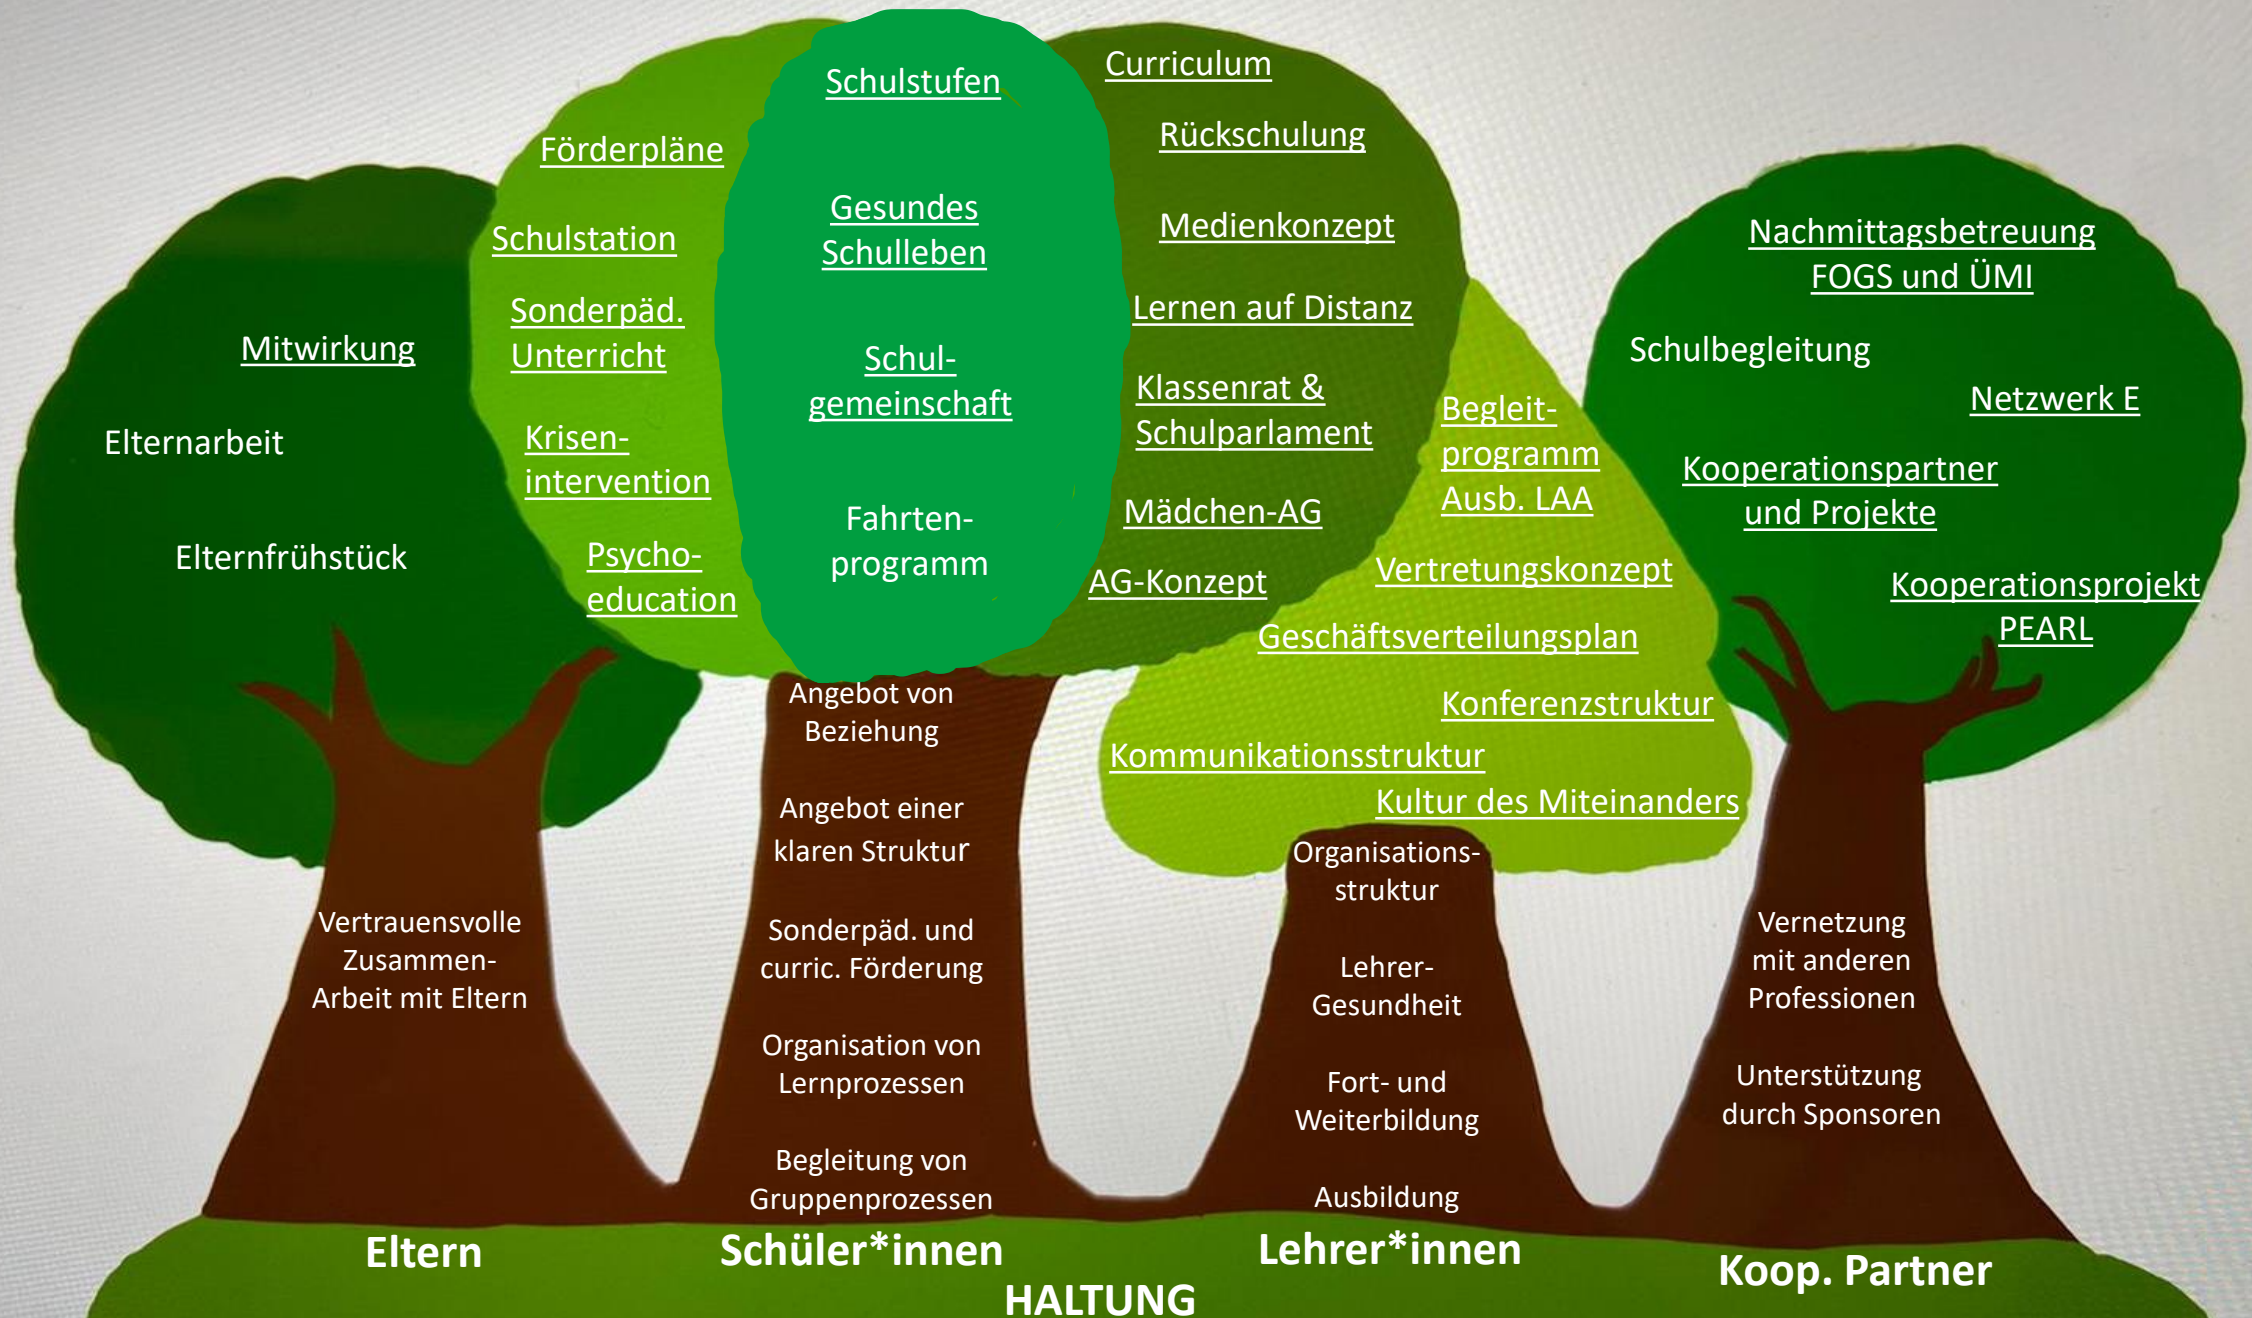 Schulstufen
Gesundes
Schulleben
Schul-
gemeinschaft
Fahrten-
programm
Förderpläne
Schulstation
Sonderpäd.
Unterricht
Krisen-
intervention
Psycho-
education
Curriculum
Rückschulung
Medienkonzept
Lernen auf Distanz
Klassenrat &
Schulparlament
Mädchen-AG
AG-Konzept
Mitwirkung
Elternarbeit
Elternfrühstück
Begleit-
programm
Ausb. LAA
Vertretungskonzept
Geschäftsverteilungsplan
Konferenzstruktur
Kommunikationsstruktur
Kultur des Miteinanders
Nachmittagsbetreuung
FOGS und ÜMI
Schulbegleitung
Netzwerk E
Kooperationspartner
und Projekte
Kooperationsprojekt
PEARL
Vertrauensvolle
Zusammen-
Arbeit mit Eltern
Angebot von
Beziehung
Angebot einer
klaren Struktur
Sonderpäd. und
curric. Förderung
Organisation von
Lernprozessen
Begleitung von
Gruppenprozessen
Organisations-
struktur
Lehrer-
Gesundheit
Fort- und
Weiterbildung
Ausbildung
Vernetzung
mit anderen
Professionen
Unterstützung
durch Sponsoren
Eltern
Schüler*innen
Lehrer*innen
Koop. Partner
HALTUNG